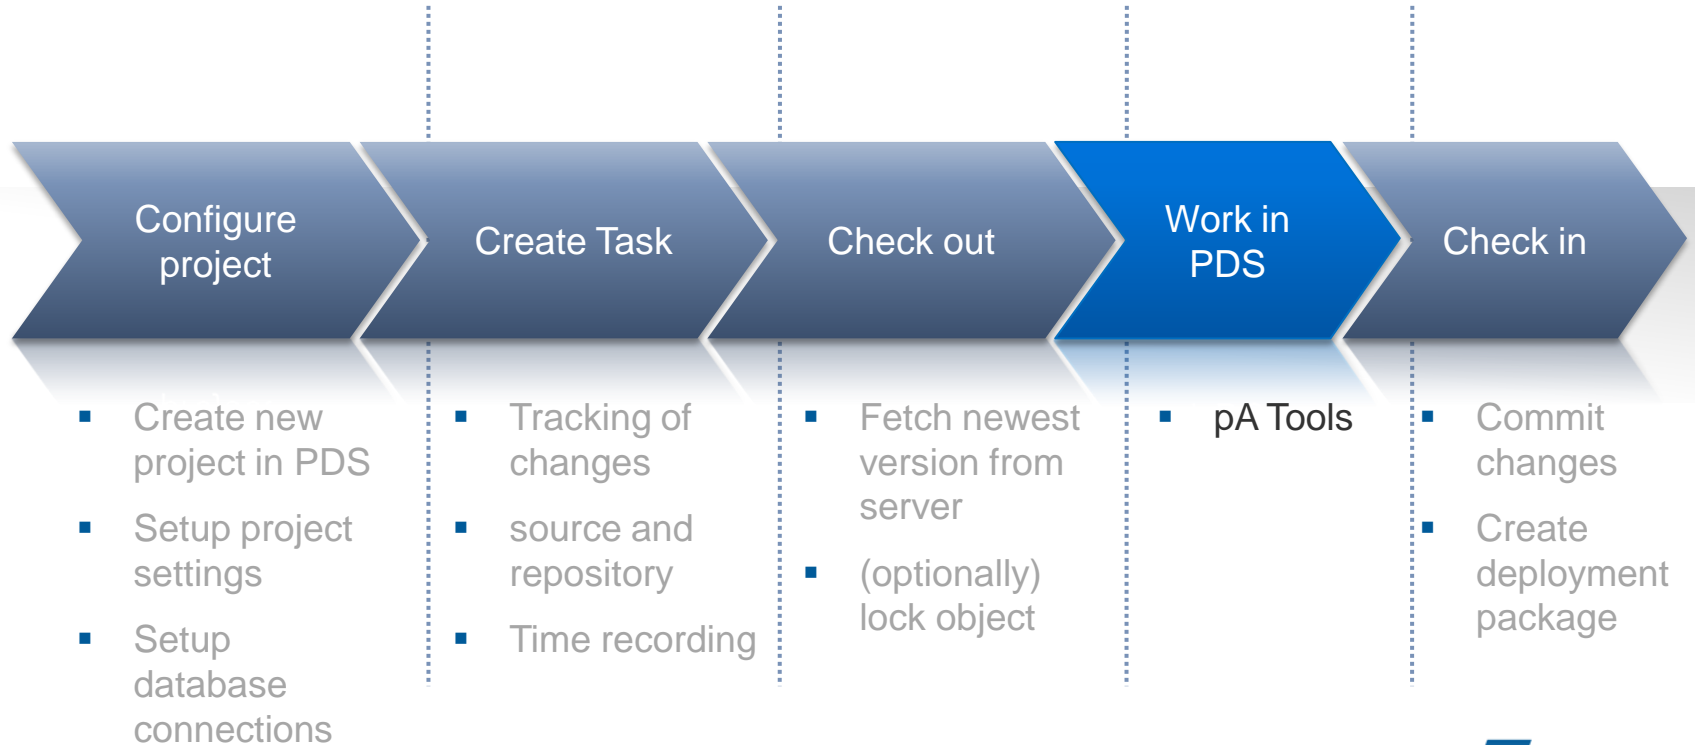 Configure
project
Create Task
Check out
Work in
PDS
Check in
▪ Create new
project in PDS
▪ Setup project
settings
▪ Setup
database
connections
▪ Tracking of
changes
▪ source and
repository
▪ Time recording
▪ Fetch newest
version from
server
▪ (optionally)
lock object
▪ pA Tools
▪ Commit
changes
▪ Create
deployment
package